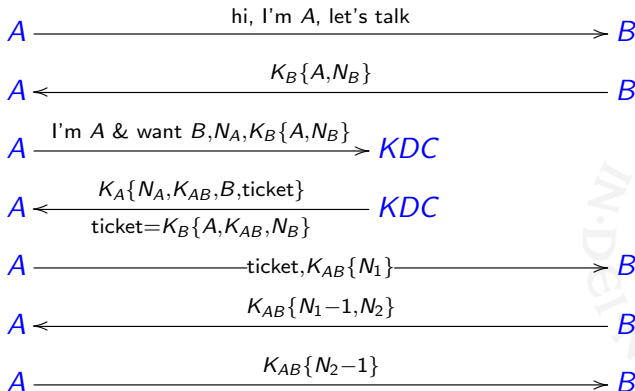 hi, I'm A, let's talk
A B
K_B{A,N_B}
A B
I'm A & want B,N_A,K_B{A,N_B}
A KDC
K_A{N_A,K_AB,B,ticket}
A KDC
ticket=K_B{A,K_AB,N_B}
A ticket,K_AB{N_1} B
K_AB{N_1−1,N_2}
A B
K_AB{N_2−1}
A B